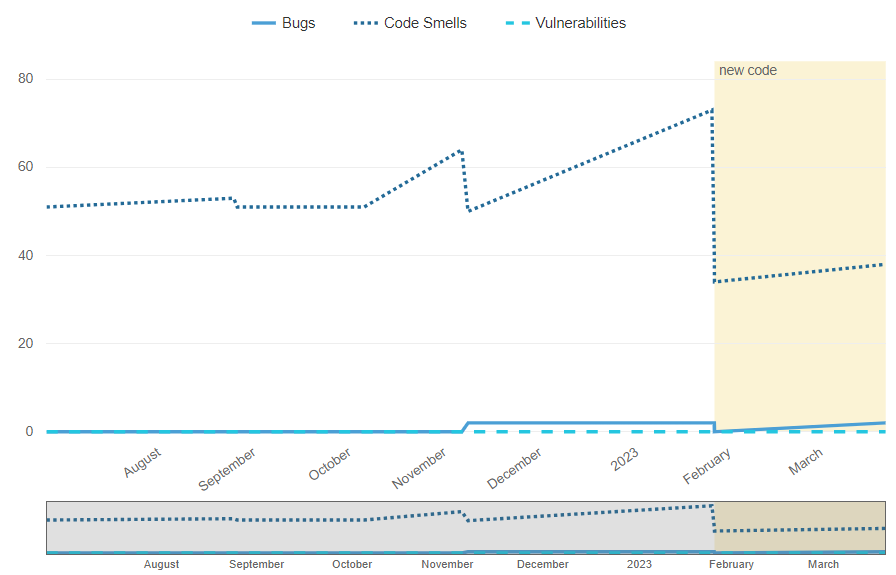 Bugs Code Smells Vulnerabilities
new code
80
60
40
20
0
August September October November December 2023 February March
August September October November December 2023 February March